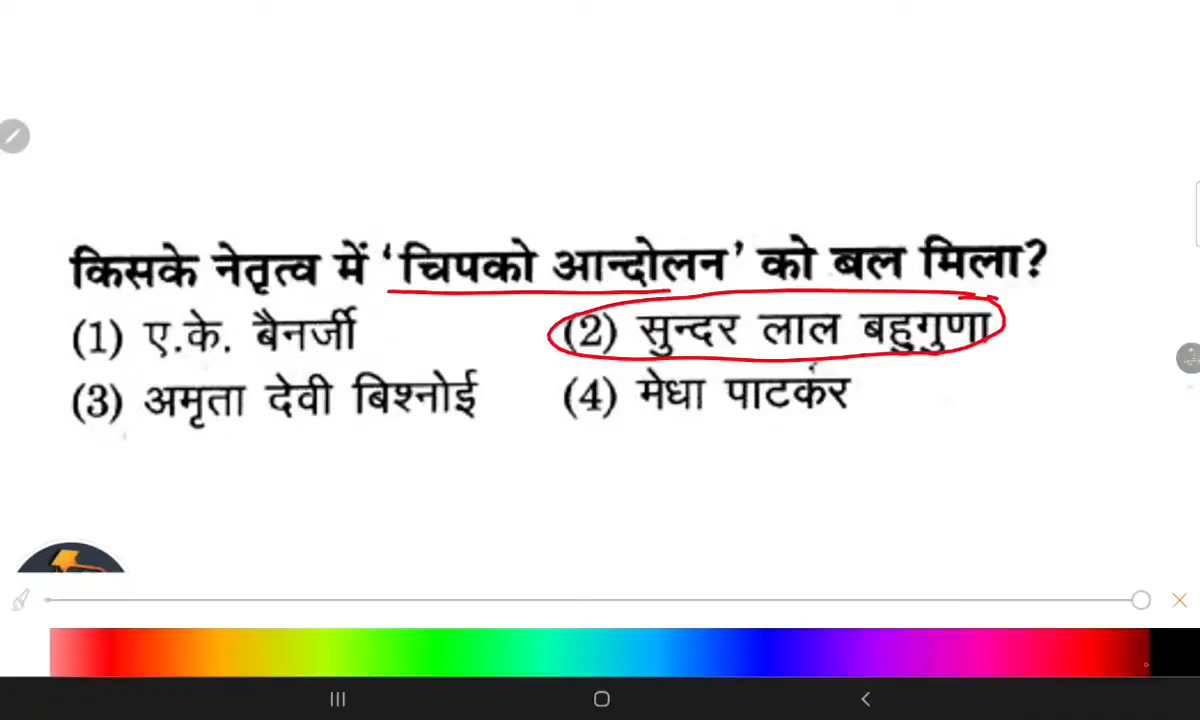 किसके नेतृत्व में 'चिपको आन्दोलन' को बल मिला?
(1) ए.के. बैनर्जी (2) सुन्दर लाल बहुगुणा
(3) अमृता देवी बिश्नोई (4) मेधा पाटकर